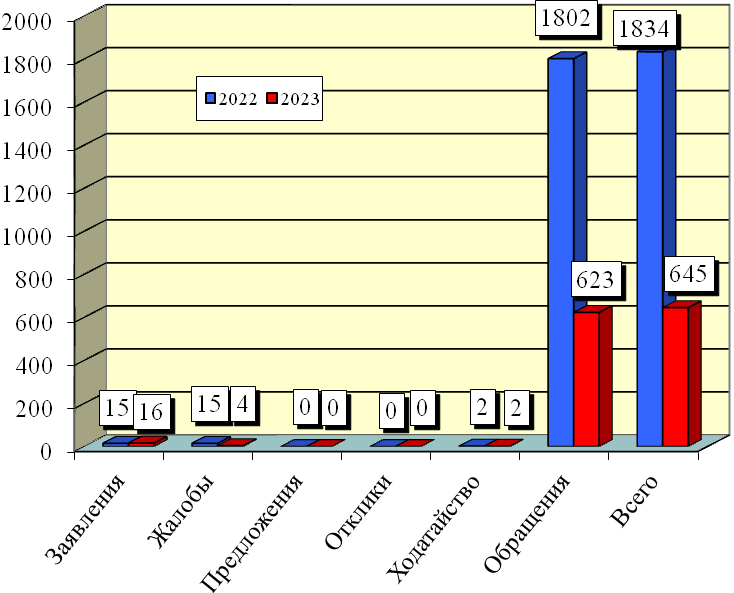 2000
1800
1600
1400
1200
1000
800
600
400
200
0
2022 2023
1802
1834
623
645
15 16 15 4 0 0 0 0 2 2
Заявления
Жалобы
Предложения
Отклики
Ходатайство
Обращения
Всего